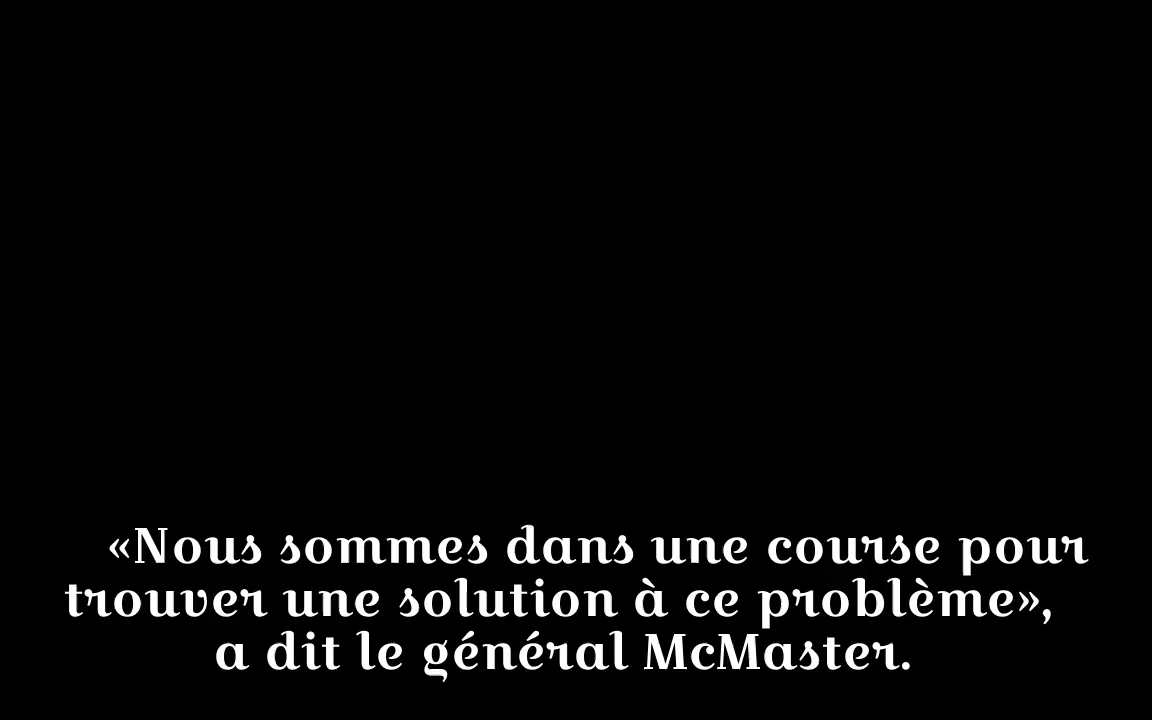 «Nous sommes dans une course pour
trouver une solution à ce problème»,
a dit le général McMaster.